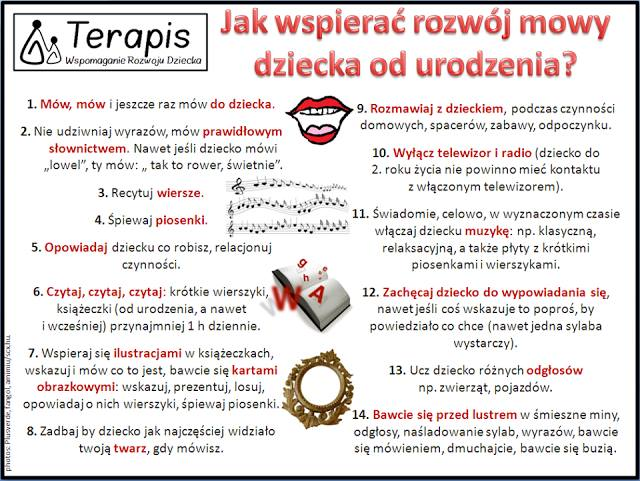 Terapis
Wspomaganie Rozwoju Dziecka
Jak wspierać rozwój mowy
dziecka od urodzenia?
1. Mów, mów i jeszcze raz mów do dziecka.
2. Nie udziwniaj wyrazów, mów prawidłowym
słownictwem. Nawet jeśli dziecko mówi
„lowel”, ty mów: „ tak to rower, świetnie”.
3. Recytuj wiersze.
4. Śpiewaj piosenki.
5. Opowiadaj dziecku co robisz, relacjonuj
czynności.
6. Czytaj, czytaj, czytaj: krótkie wierszyki,
książeczki (od urodzenia, a nawet
i wcześniej) przynajmniej 1 h dziennie.
7. Wspieraj się ilustracjami w książeczkach,
wskazuj i mów co to jest, bawcie się kartami
obrazkowymi: wskazuj, prezentuj, losuj,
opowiadaj o nich wierszyki, śpiewaj piosenki.
8. Zadbaj by dziecko jak najczęściej widziało
twoją twarz, gdy mówisz.
9. Rozmawiaj z dzieckiem, podczas czynności
domowych, spacerów, zabawy, odpoczynku.
10. Wyłącz telewizor i radio (dziecko do
2. roku życia nie powinno mieć kontaktu
z włączonym telewizorem).
11. Świadomie, celowo, w wyznaczonym czasie
włączaj dziecku muzykę: np. klasyczną,
relaksacyjną, a także płyty z krótkimi
piosenkami i wierszykami.
12. Zachęcaj dziecko do wypowiadania się,
nawet jeśli coś wskazuje to poproś, by
powiedziało co chce (nawet jedna sylaba
wystarczy).
13. Ucz dziecko różnych odgłosów
np. zwierząt, pojazdów.
14. Bawcie się przed lustrem w śmieszne miny,
odgłosy, naśladowanie sylab, wyrazów, bawcie
się mówieniem, dmuchajcie, bawcie się buzią.
W A
g
h